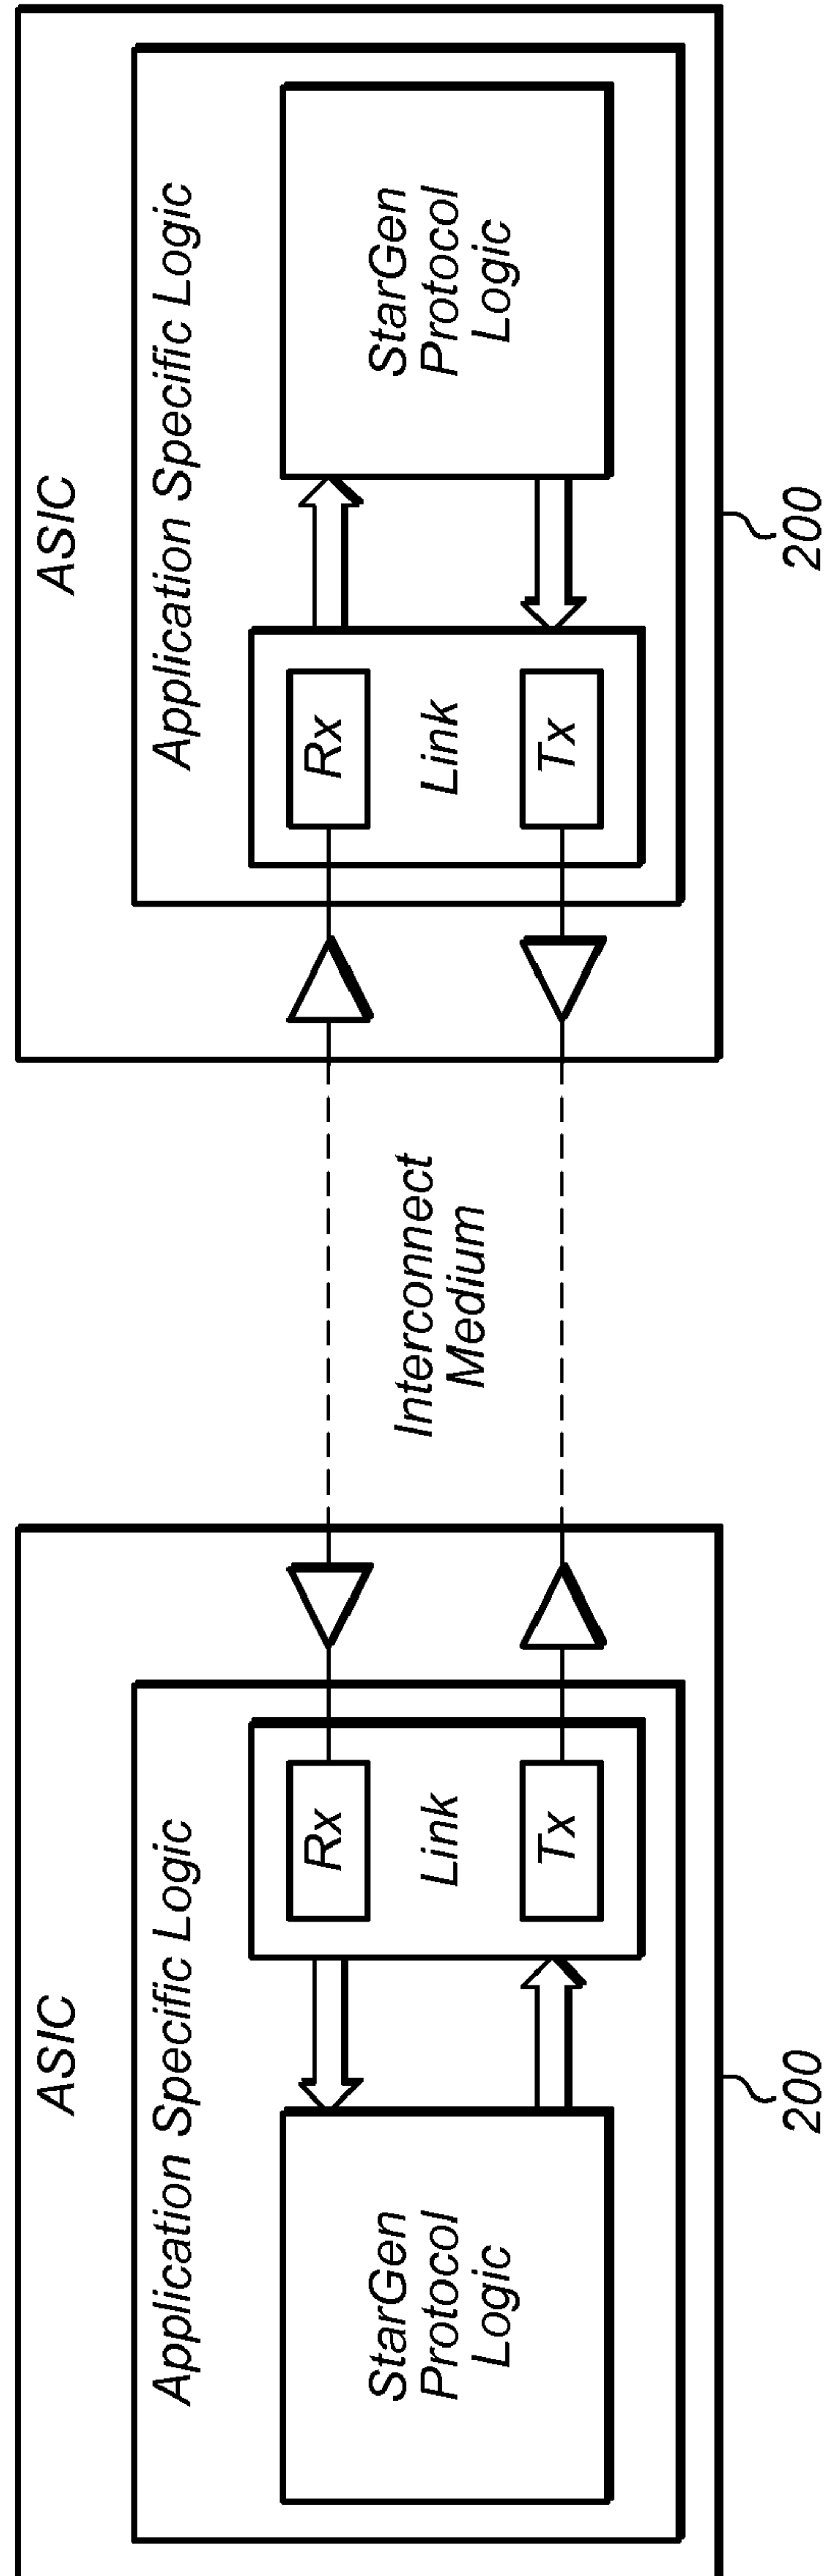 ASIC
Application Specific Logic
StarGen
Protocol
Logic
Rx
Link
Tx
200
Interconnect
Medium
ASIC
Application Specific Logic
Rx
Link
Tx
StarGen
Protocol
Logic
200